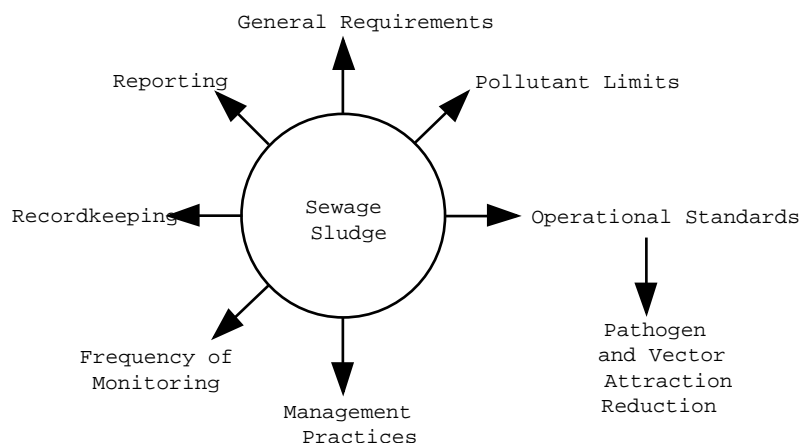 General Requirements
Reporting
Pollutant Limits
Recordkeeping
Sewage
Sludge
Operational Standards
Frequency of
Monitoring
Pathogen
and Vector
Attraction
Reduction
Management
Practices